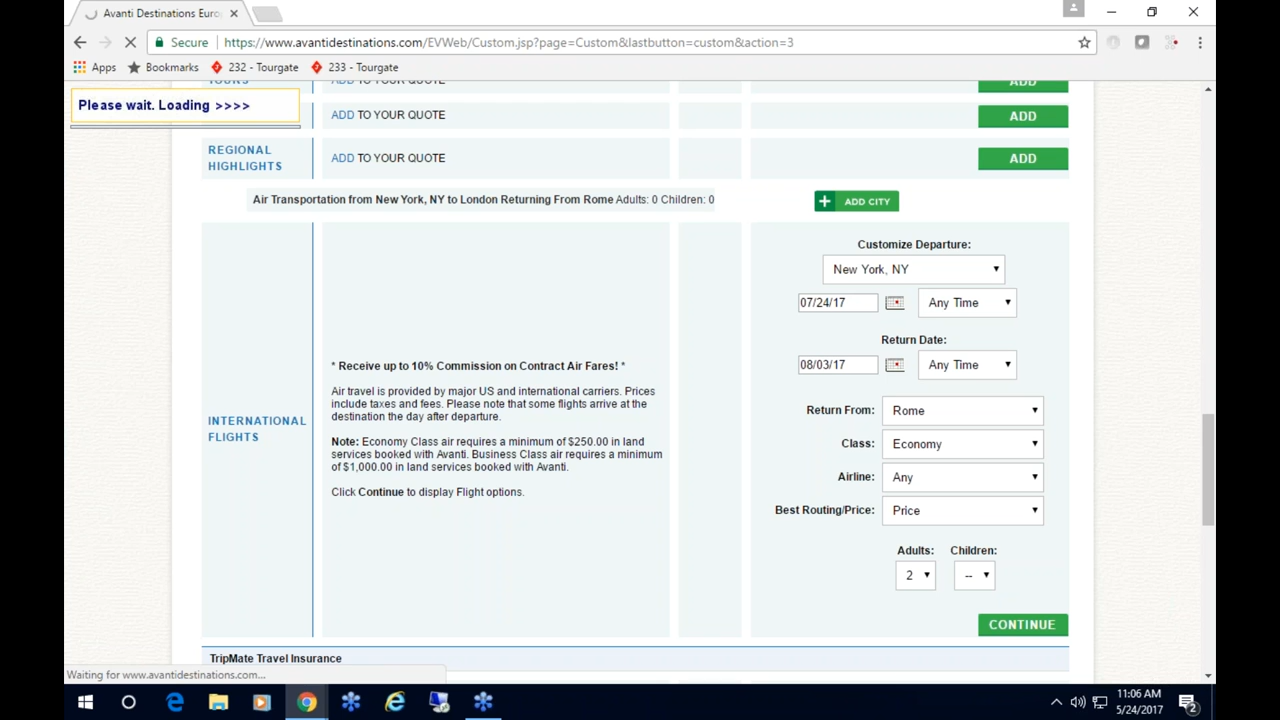 Avanti Destinations Euro
Secure
https://www.avantidestinations.com/EVWeb/Custom.jsp?page=Custom&lastbutton=custom&action=3
Apps
Bookmarks
232 - Tourgate
233 - Tourgate
Please wait. Loading >>>>
TOURS
ADD TO YOUR QUOTE
ADD
ADD TO YOUR QUOTE
ADD
REGIONAL
HIGHLIGHTS
ADD TO YOUR QUOTE
ADD
Air Transportation from New York, NY to London Returning From Rome Adults: 0 Children: 0
+ ADD CITY
INTERNATIONAL
FLIGHTS
* Receive up to 10% Commission on Contract Air Fares! *
Air travel is provided by major US and international carriers. Prices
include taxes and fees. Please note that some flights arrive at the
destination the day after departure.
Note: Economy Class air requires a minimum of $250.00 in land
services booked with Avanti. Business Class air requires a minimum
of $1,000.00 in land services booked with Avanti.
Click Continue to display Flight options.
Customize Departure:
New York, NY
07/24/17
Any Time
Return Date:
08/03/17
Any Time
Return From:
Rome
Class:
Economy
Airline:
Any
Best Routing/Price:
Price
Adults:
Children:
2
--
CONTINUE
TripMate Travel Insurance
Waiting for www.avantidestinations.com...
11:06 AM
5/24/2017
2